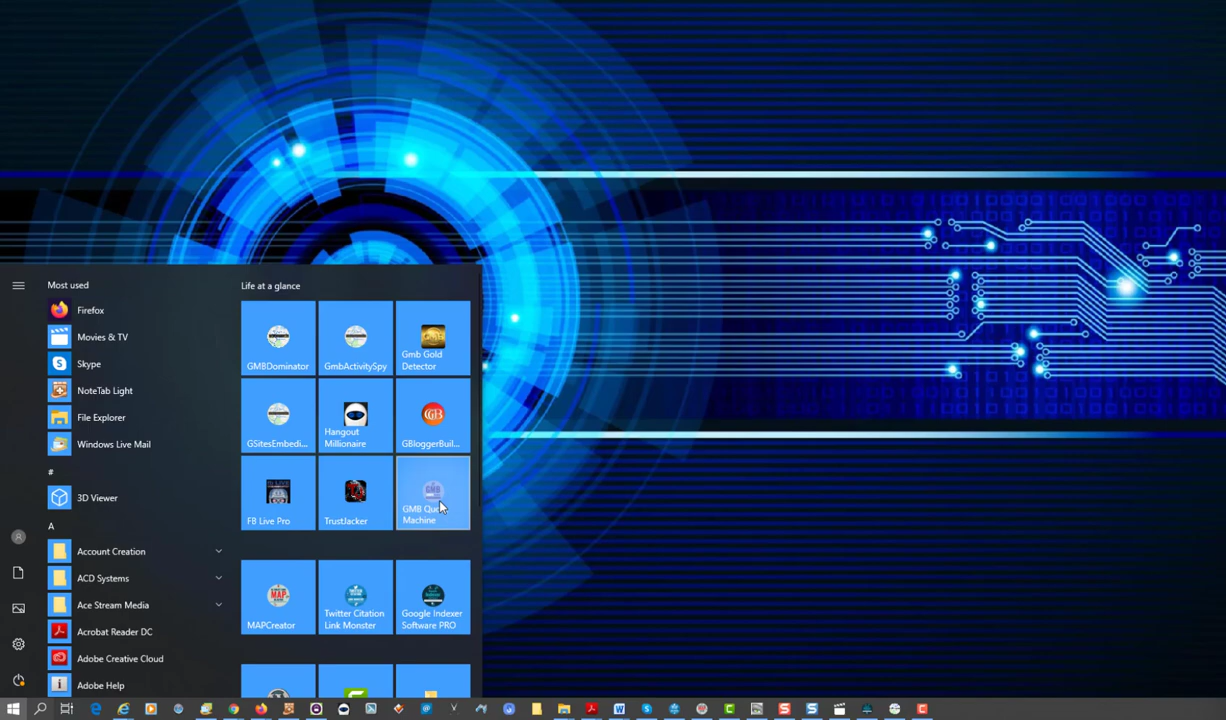 Most used
Firefox
Movies & TV
Skype
NoteTab Light
File Explorer
Windows Live Mail
#
3D Viewer
A
Account Creation
ACD Systems
Ace Stream Media
Acrobat Reader DC
Adobe Creative Cloud
Adobe Help
Life at a glance
GMBDominator
GmbActivitySpy
Gmb Gold
Detector
GSitesEmbedi...
Hangout
Millionaire
GBloggerBuil...
FB Live Pro
TrustJacker
GMB
Machine
MAPCreator
Twitter Citation
Link Monster
Google Indexer
Software PRO